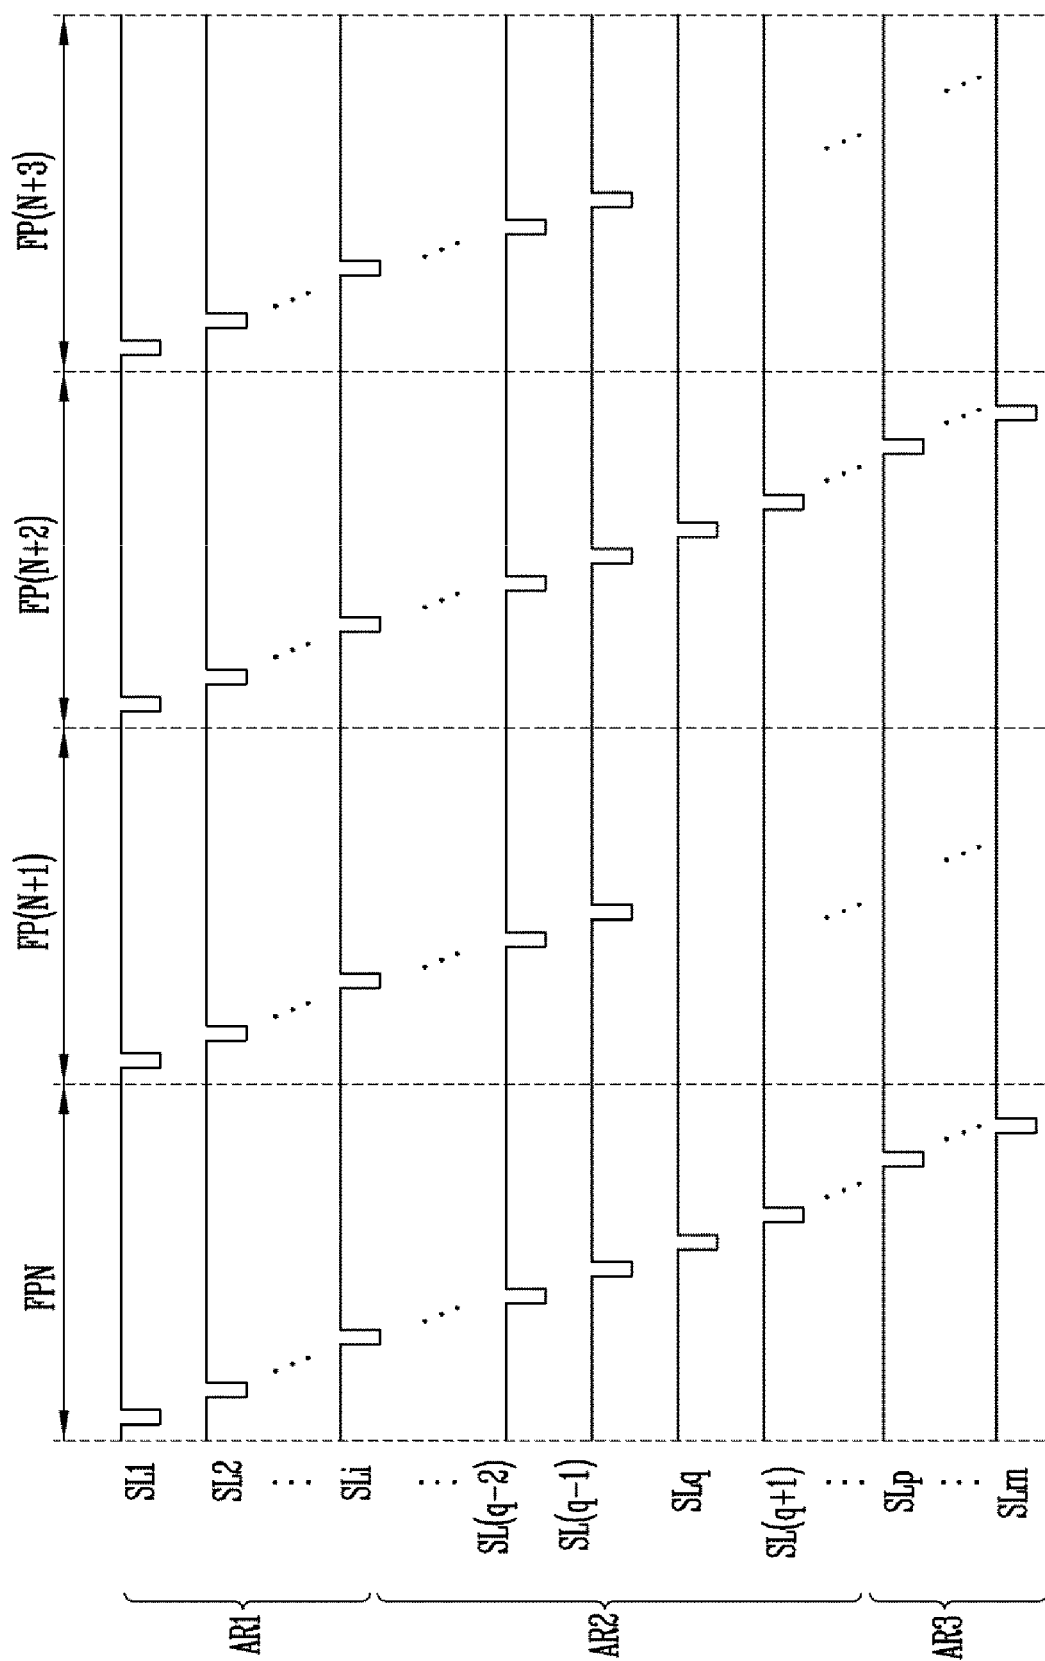 FPN
FP(N+1)
FP(N+2)
FP(N+3)
AR1
SL1
SL2
SLi
AR2
SL(q-2)
SL(q-1)
SLq
SL(q+1)
AR3
SLp
SLm